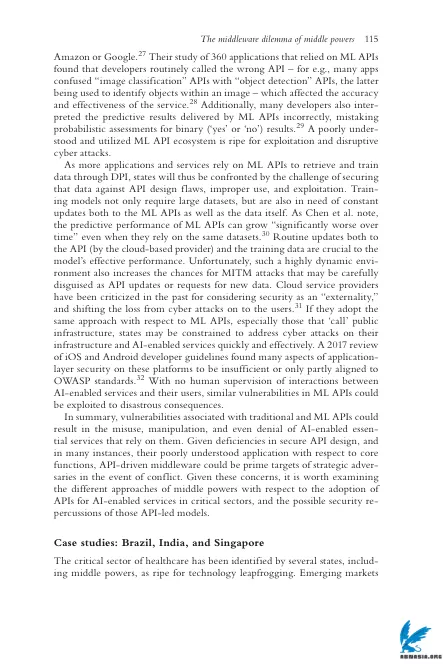 The middleware dilemma of middle powers 115
Amazon or Google.27 Their study of 360 applications that relied on ML APIs
found that developers routinely called the wrong API – for e.g., many apps
confused “image classification” APIs with “object detection” APIs, the latter
being used to identify objects within an image – which affected the accuracy
and effectiveness of the service.28 Additionally, many developers also inter-
preted the predictive results delivered by ML APIs incorrectly, mistaking
probabilistic assessments for binary (‘yes’ or ‘no’) results.29 A poorly under-
stood and utilized ML API ecosystem is ripe for exploitation and disruptive
cyber attacks.
As more applications and services rely on ML APIs to retrieve and train
data through DPI, states will thus be confronted by the challenge of securing
that data against API design flaws, improper use, and exploitation. Train-
ing models not only require large datasets, but are also in need of constant
updates both to the ML APIs as well as the data itself. As Chen et al. note,
the predictive performance of ML APIs can grow “significantly worse over
time” even when they rely on the same datasets.30 Routine updates both to
the API (by the cloud-based provider) and the training data are crucial to the
model’s effective performance. Unfortunately, such a highly dynamic envi-
ronment also increases the chances for MITM attacks that may be carefully
disguised as API updates or requests for new data. Cloud service providers
have been criticized in the past for considering security as an “externality,”
and shifting the loss from cyber attacks on to the users.31 If they adopt the
same approach with respect to ML APIs, especially those that ‘call’ public
infrastructure, states may be constrained to address cyber attacks on their
infrastructure and AI-enabled services quickly and effectively. A 2017 review
of iOS and Android developer guidelines found many aspects of application-
layer security on these platforms to be insufficient or only partly aligned to
OWASP standards.32 With no human supervision of interactions between
AI-enabled services and their users, similar vulnerabilities in ML APIs could
be exploited to disastrous consequences.
In summary, vulnerabilities associated with traditional and ML APIs could
result in the misuse, manipulation, and even denial of AI-enabled essen-
tial services that rely on them. Given deficiencies in secure API design, and
in many instances, their poorly understood application with respect to core
functions, API-driven middleware could be prime targets of strategic adver-
saries in the event of conflict. Given these concerns, it is worth examining
the different approaches of middle powers with respect to the adoption of
APIs for AI-enabled services in critical sectors, and the possible security re-
percussions of those API-led models.
Case studies: Brazil, India, and Singapore
The critical sector of healthcare has been identified by several states, includ-
ing middle powers, as ripe for technology leapfrogging. Emerging markets